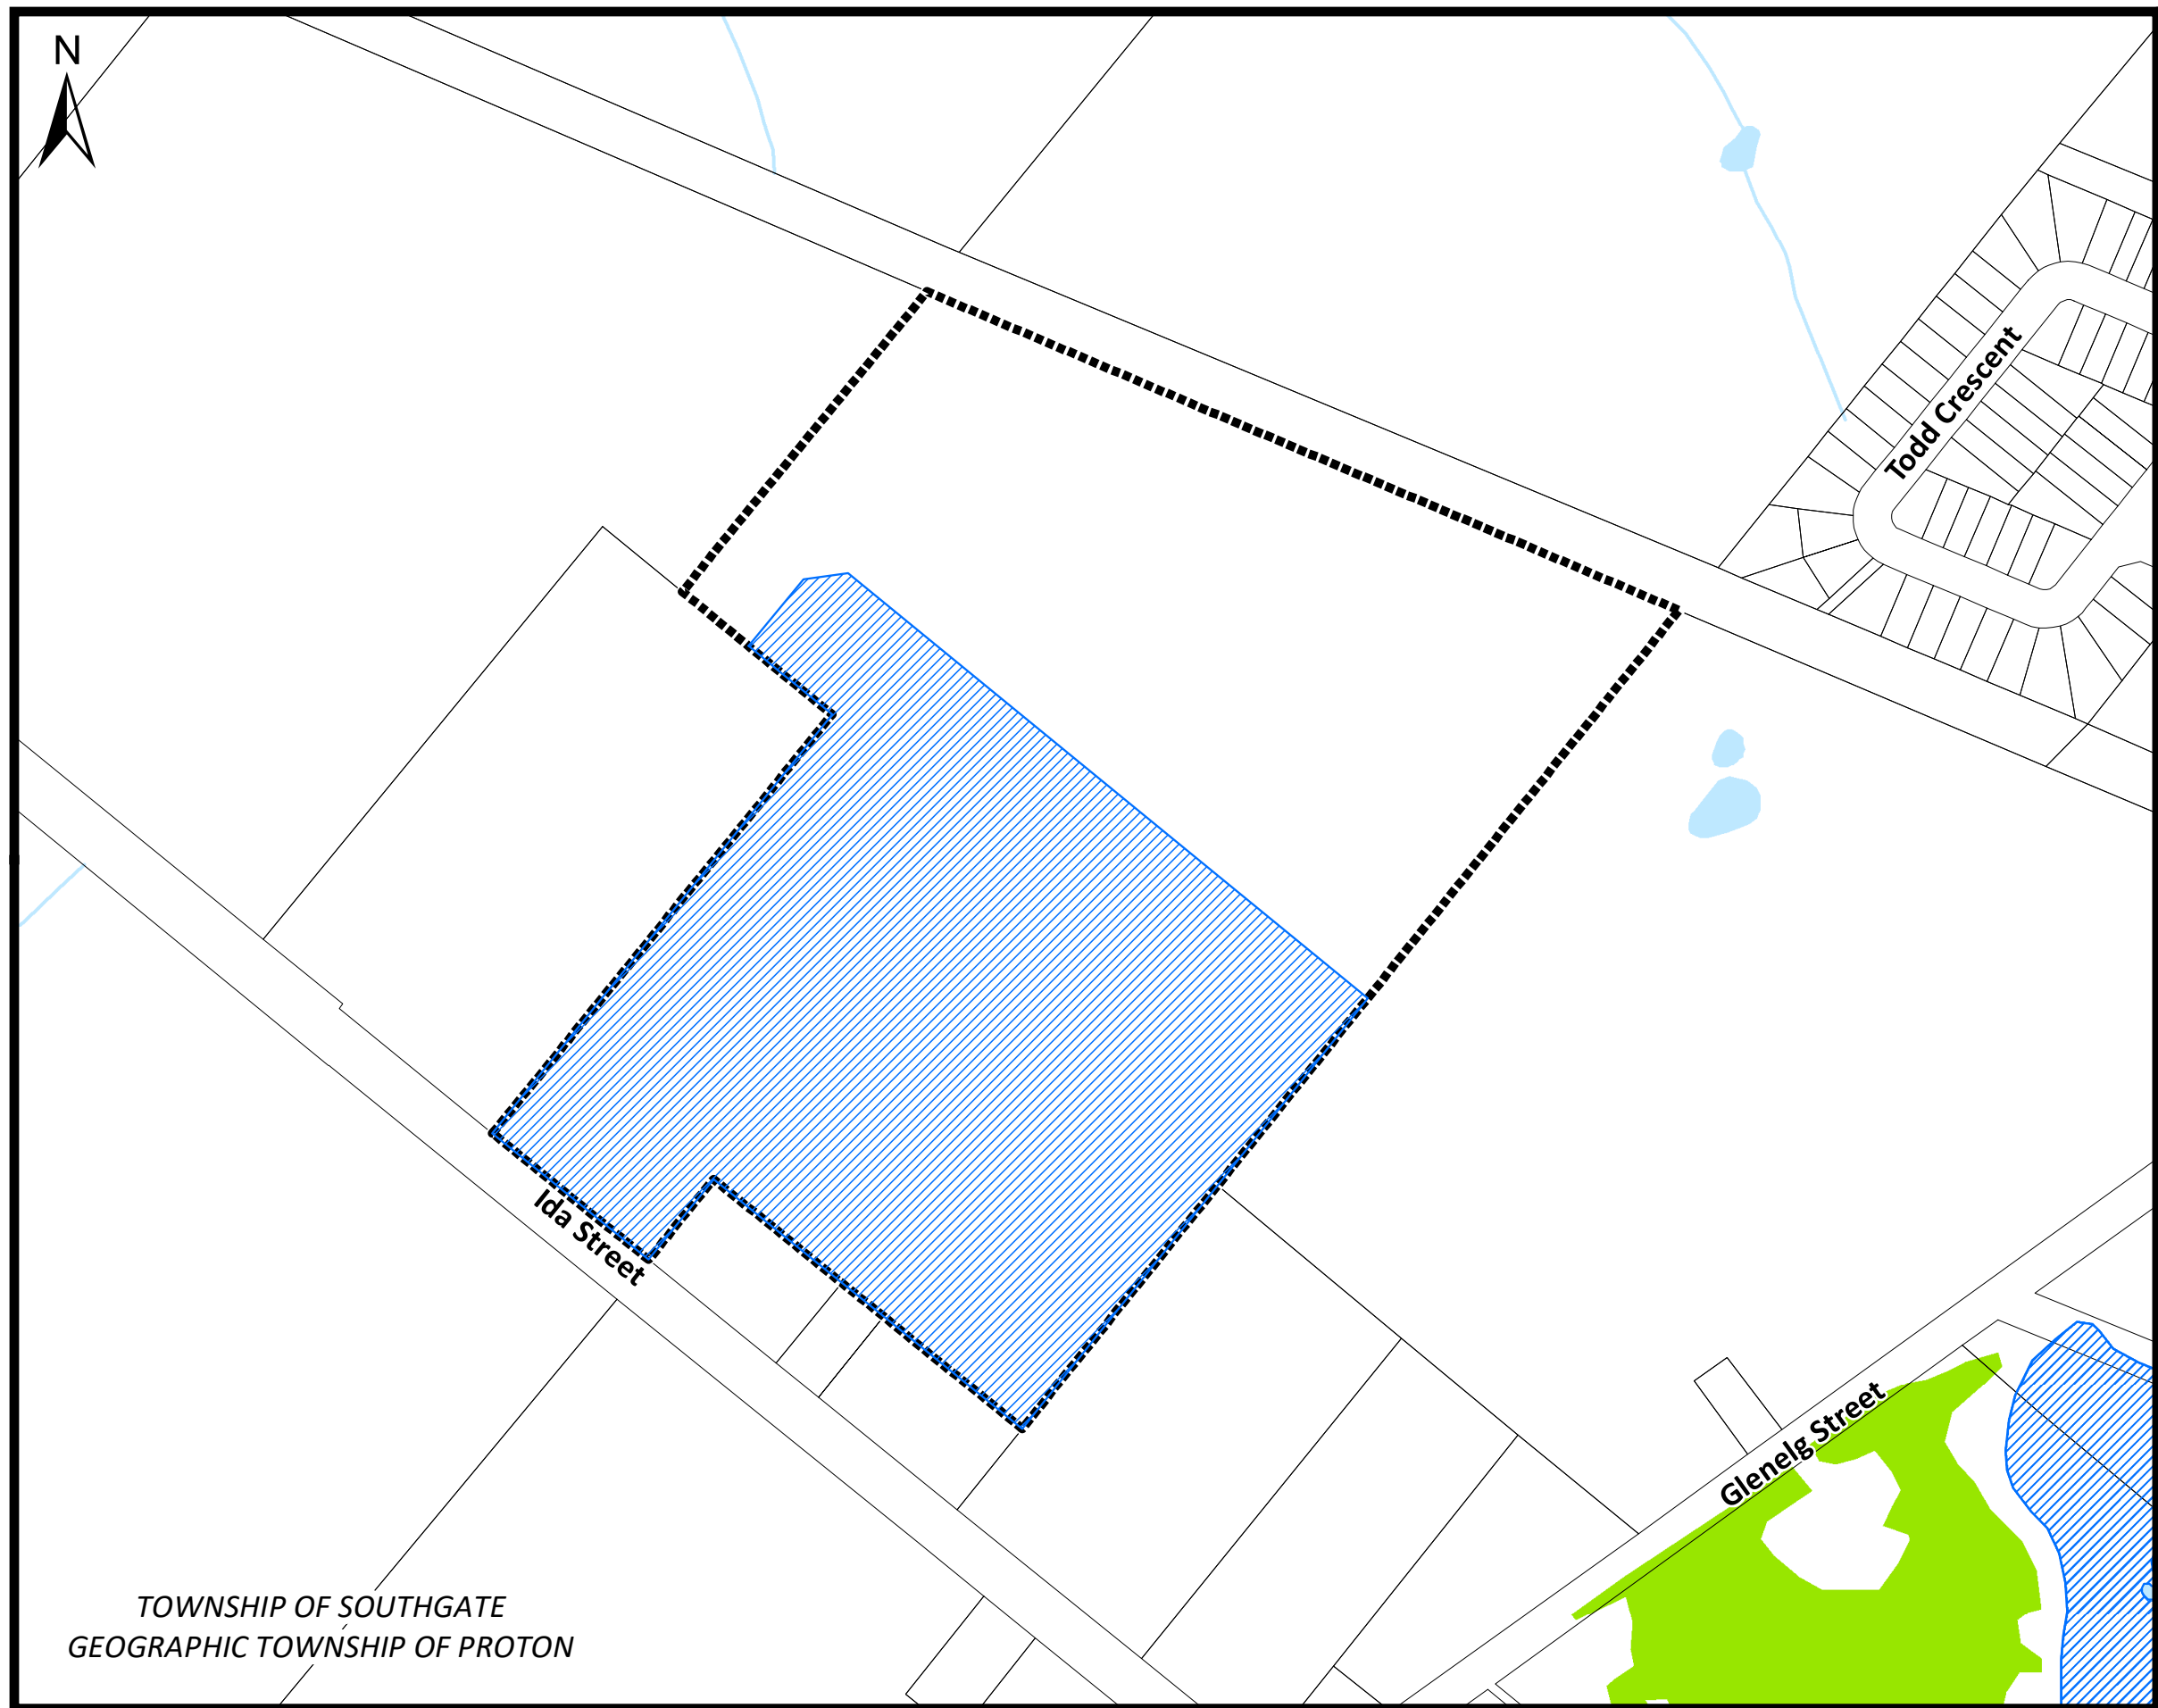 N
Todd Crescent
Ida Street
Glenelg Street
TOWNSHIP OF SOUTHGATE
GEOGRAPHIC TOWNSHIP OF PROTON